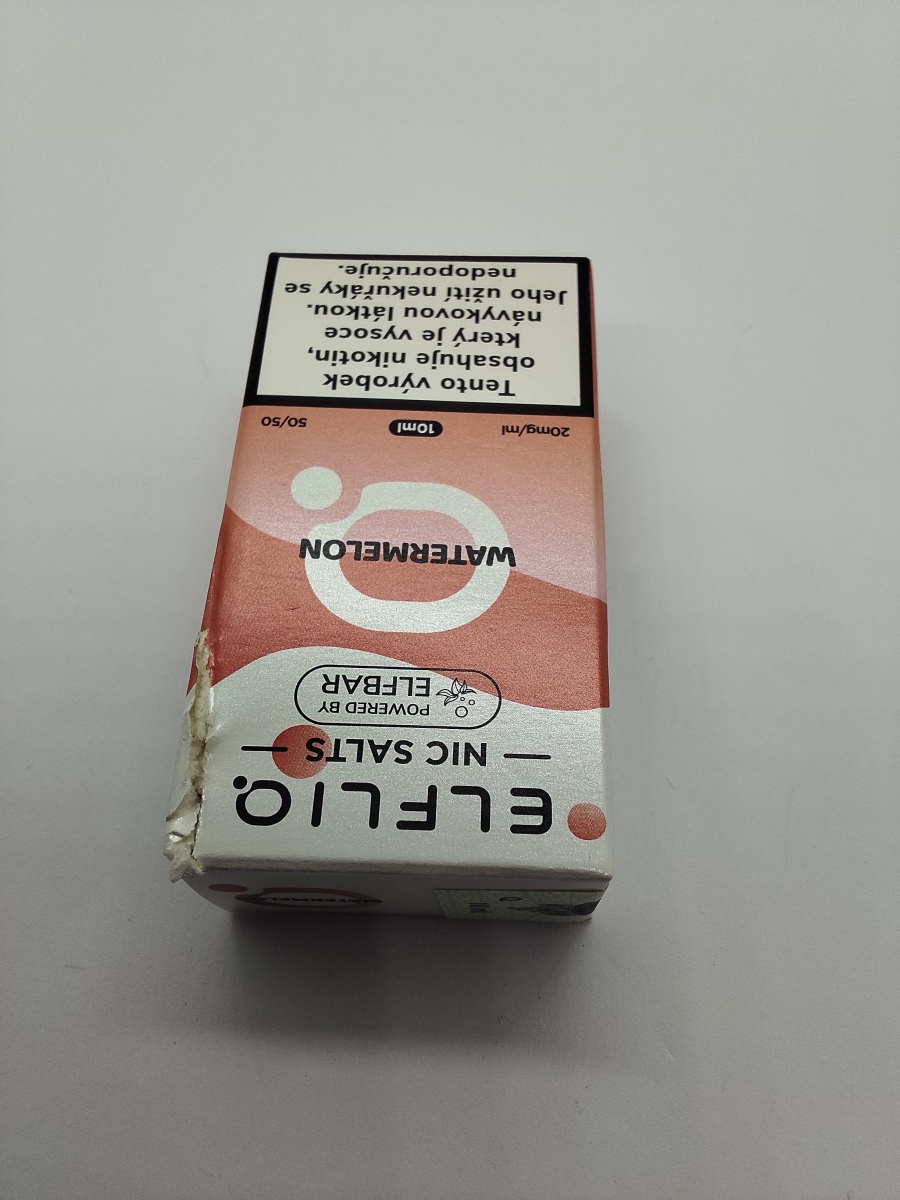 ELFLIQ
NIC SALTS
POWERED BY
ELFBAR
WATERMELON
20mg/ml 10ml 50/50
Tento výrobek
obsahuje nikotin,
který je vysoce
návykovou látkou.
Jeho užití nekuřáky se
nedoporučuje.